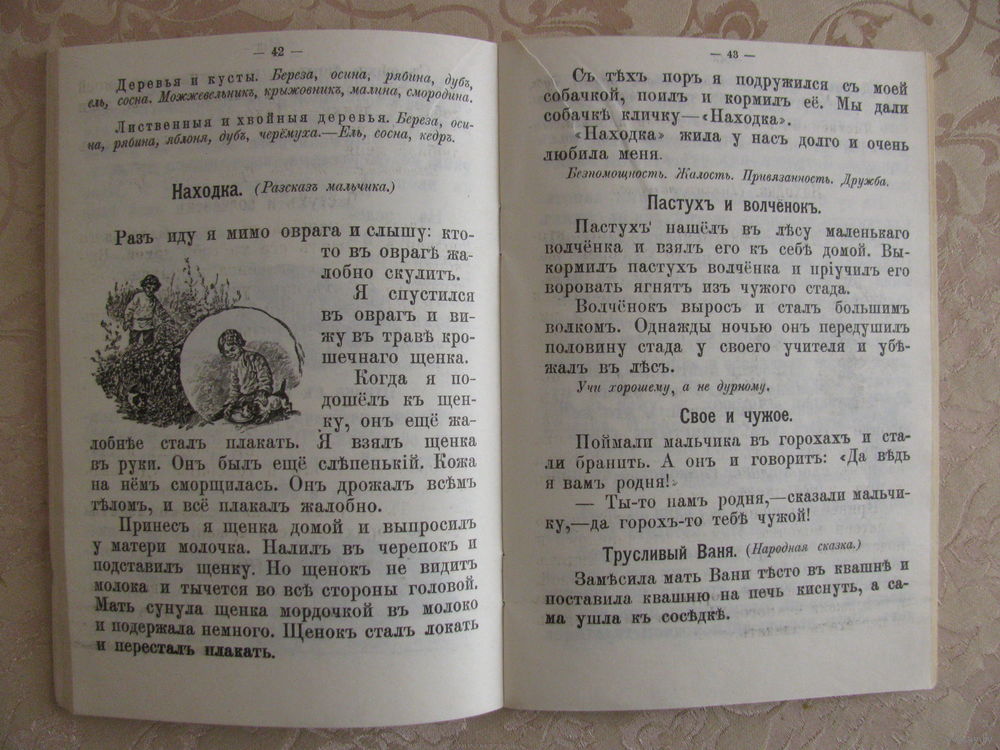 — 42 —
Деревья и кусты. Береза, осина, рябина, дубъ,
ель, сосна. Можжевельникъ, крыжовникъ, малина, смородина.
Лиственныя и хвойныя деревья. Береза, оси-
на, рябина, яблоня, дубъ, черёмуха.—Ель, сосна, кедръ.
Находка. (Разсказъ мальчика.)
Разъ иду я мимо оврага и слышу: кто-
то въ оврагѣ жа-
лобно скулитъ.
Я спустился
въ оврагъ и ви-
жу въ травѣ кро-
шечнаго щенка.
Когда я по-
дошёлъ къ щен-
ку, онъ ещё жа-
лобнѣе сталъ плакать. Я взялъ щенка
въ руки. Онъ былъ ещё слѣпенькій. Кожа
на нёмъ сморщилась. Онъ дрожалъ всѣмъ
тѣломъ, и всё плакалъ жалобно.
Принесъ я щенка домой и выпросилъ
у матери молочка. Налилъ въ черепокъ и
подставилъ щенку. Но щенокъ не видитъ
молока и тычется во всѣ стороны головой.
Мать сунула щенка мордочкой въ молоко
и подержала немного. Щенокъ сталъ локать
и пересталъ плакать.
— 43 —
Съ тѣхъ поръ я подружился съ моей
собачкой, поилъ и кормилъ её. Мы дали
собачкѣ кличку—«Находка».
«Находка» жила у насъ долго и очень
любила меня.
Безпомощность. Жалость. Привязанность. Дружба.
Пастухъ и волчёнокъ.
Пастухъ нашёлъ въ лѣсу маленькаго
волчёнка и взялъ его къ себѣ домой. Вы-
кормилъ пастухъ волчёнка и пріучилъ его
воровать ягнятъ изъ чужого стада.
Волчёнокъ выросъ и сталъ большимъ
волкомъ. Однажды ночью онъ передушилъ
половину стада у своего учителя и убѣ-
жалъ въ лѣсъ.
Учи хорошему, а не дурному.
Свое и чужое.
Поймали мальчика въ горохахъ и ста-
ли бранить. А онъ и говоритъ: «Да вѣдь
я вамъ родня!»
— Ты-то намъ родня,—сказали мальчи-
ку,—да горохъ-то тебѣ чужой!
Трусливый Ваня. (Народная сказка.)
Замѣсила мать Вани тѣсто въ квашнѣ и
поставила квашню на печь киснуть, а са-
ма ушла къ сосѣдкѣ.